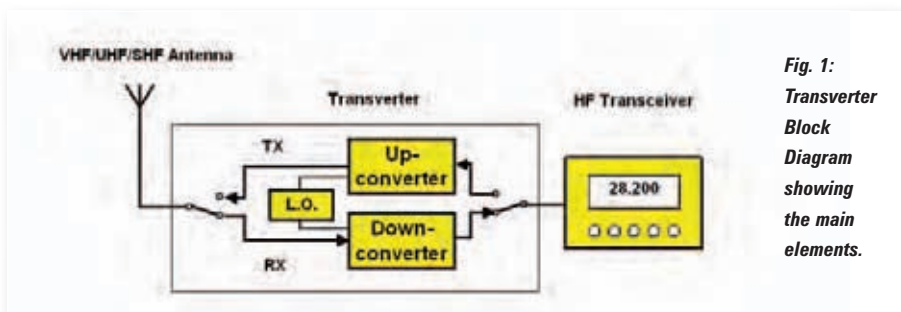 VHF/UHF/SHF Antenna
Transverter
HF Transceiver
TX
Up-
converter
L.O.
Down-
converter
RX
28.200
Fig. 1:
Transverter
Block
Diagram
showing
the main
elements.